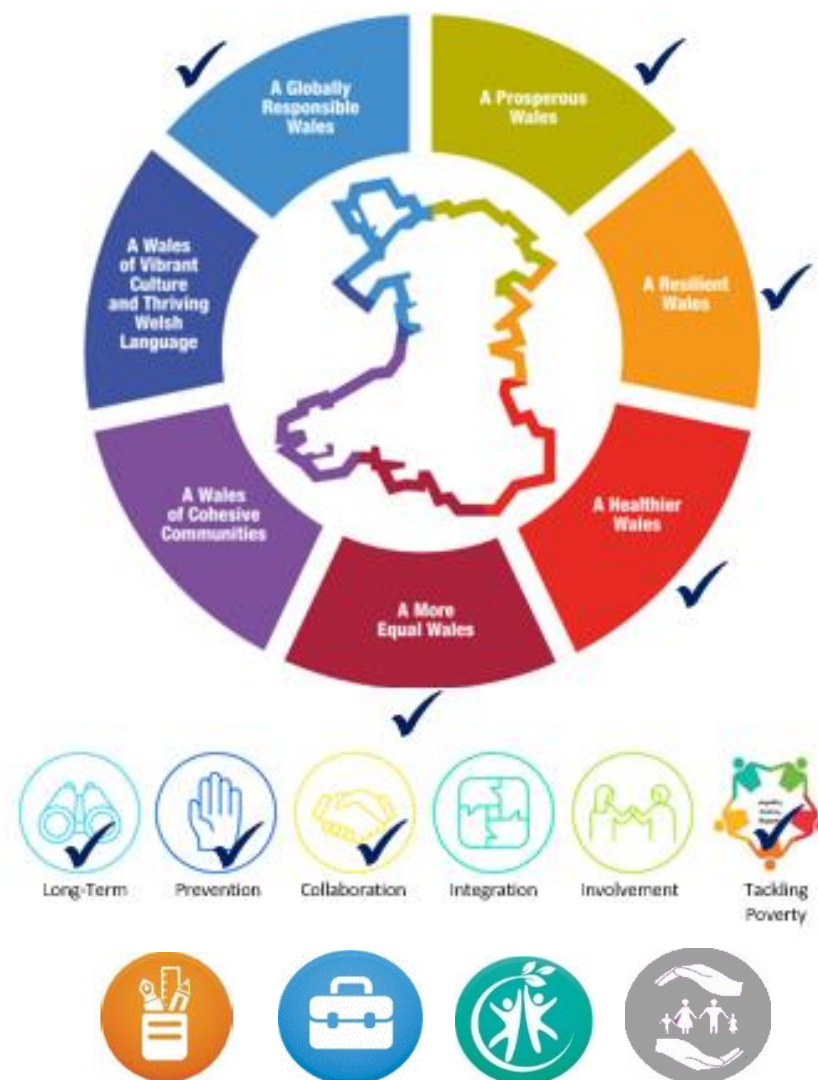 A Globally
Responsible
Wales
A Prosperous
Wales
A Wales
of Vibrant
Culture
and Thriving
Welsh
Language
A Resilient
Wales
A Wales
of Cohesive
Communities
A Healthier
Wales
A More
Equal Wales
Long-Term
Prevention
Collaboration
Integration
Involvement
Tackling
Poverty